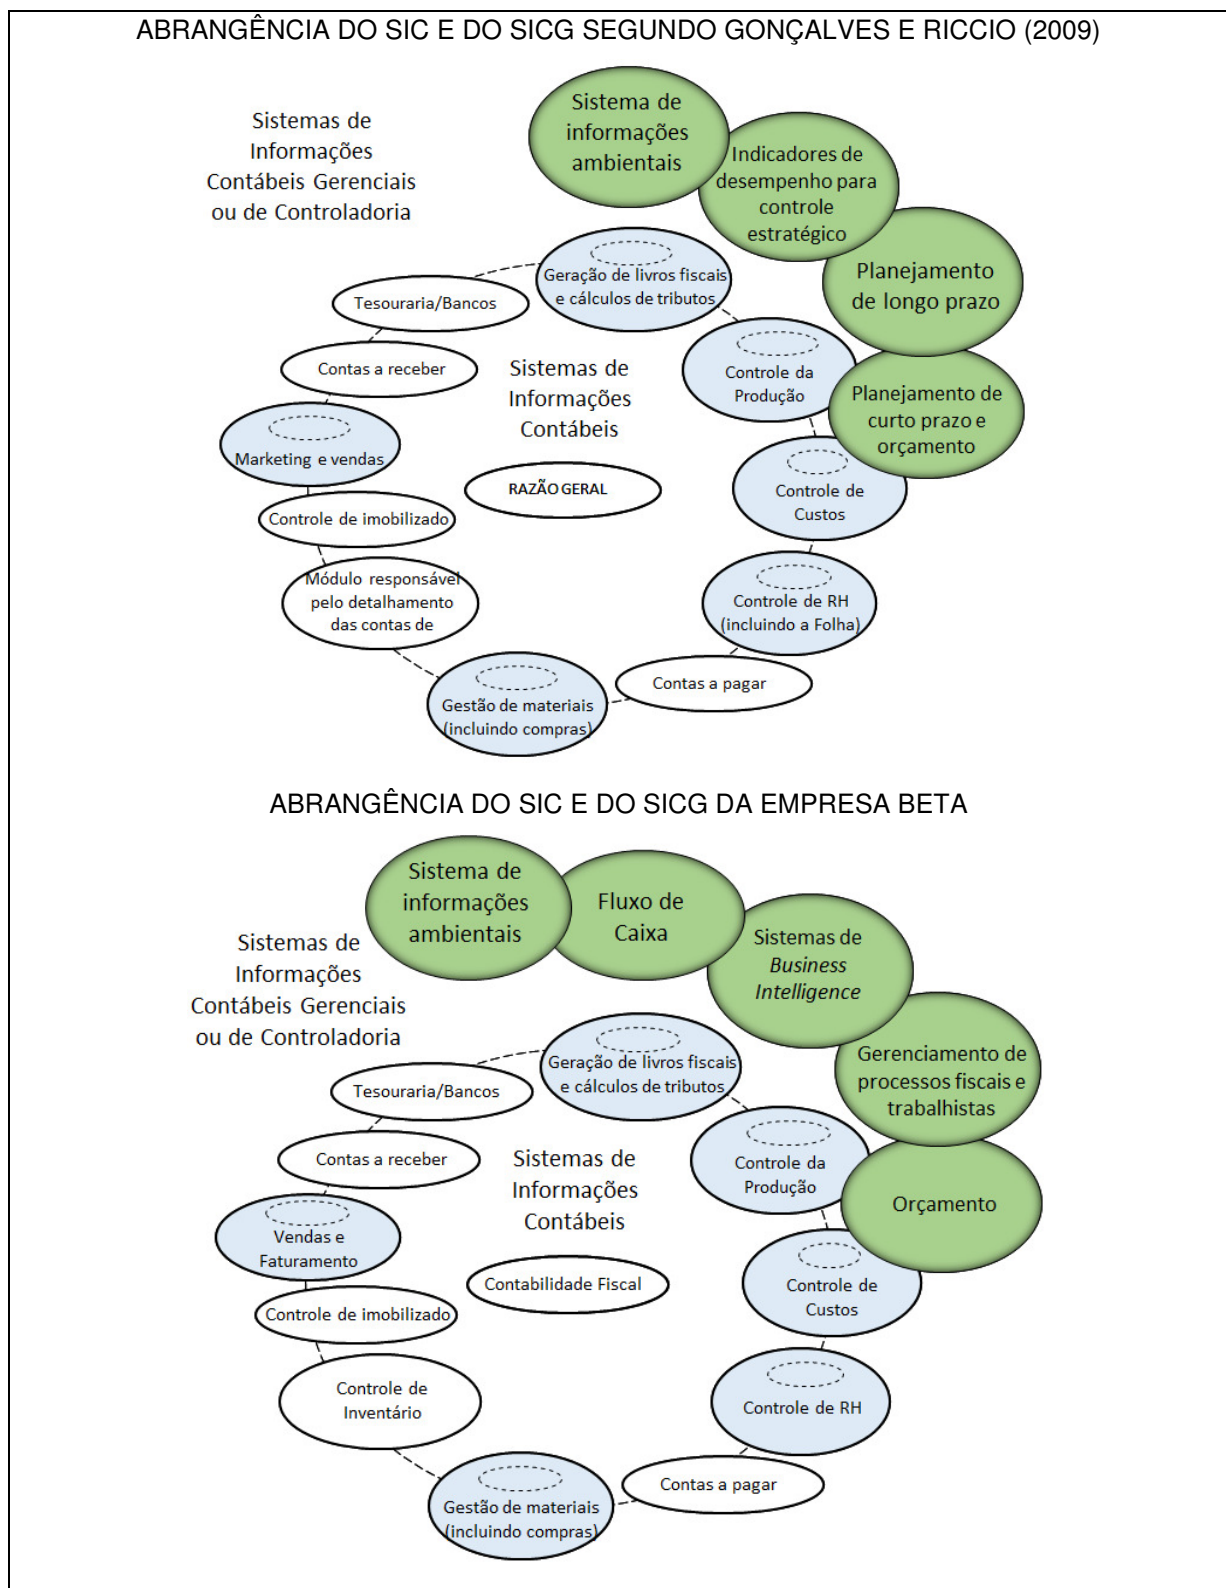 ABRANGÊNCIA DO SIC E DO SICG SEGUNDO GONÇALVES E RICCIO (2009)
Sistemas de
Informações
Contábeis Gerenciais
ou de Controladoria
Sistema de
informações
ambientais
Indicadores de
desempenho para
controle
estratégico
Planejamento
de longo prazo
Planejamento de
curto prazo e
orçamento
Geração de livros fiscais
e cálculos de tributos
Tesouraria/Bancos
Contas a receber
Marketing e vendas
Controle de imobilizado
Módulo responsável
pelo detalhamento
das contas de
Gestão de materiais
(incluindo compras)
Contas a pagar
Controle de RH
(incluindo a Folha)
Controle de
Custos
Controle da
Produção
Sistemas de
Informações
Contábeis
RAZÃO GERAL
ABRANGÊNCIA DO SIC E DO SICG DA EMPRESA BETA
Sistemas de
Informações
Contábeis Gerenciais
ou de Controladoria
Sistema de
informações
ambientais
Fluxo de
Caixa
Sistemas de
Business
Intelligence
Gerenciamento de
processos fiscais e
trabalhistas
Orçamento
Geração de livros fiscais
e cálculos de tributos
Tesouraria/Bancos
Contas a receber
Vendas e
Faturamento
Controle de imobilizado
Controle de
Inventário
Gestão de materiais
(incluindo compras)
Contas a pagar
Controle de RH
Controle de
Custos
Controle da
Produção
Sistemas de
Informações
Contábeis
Contabilidade Fiscal